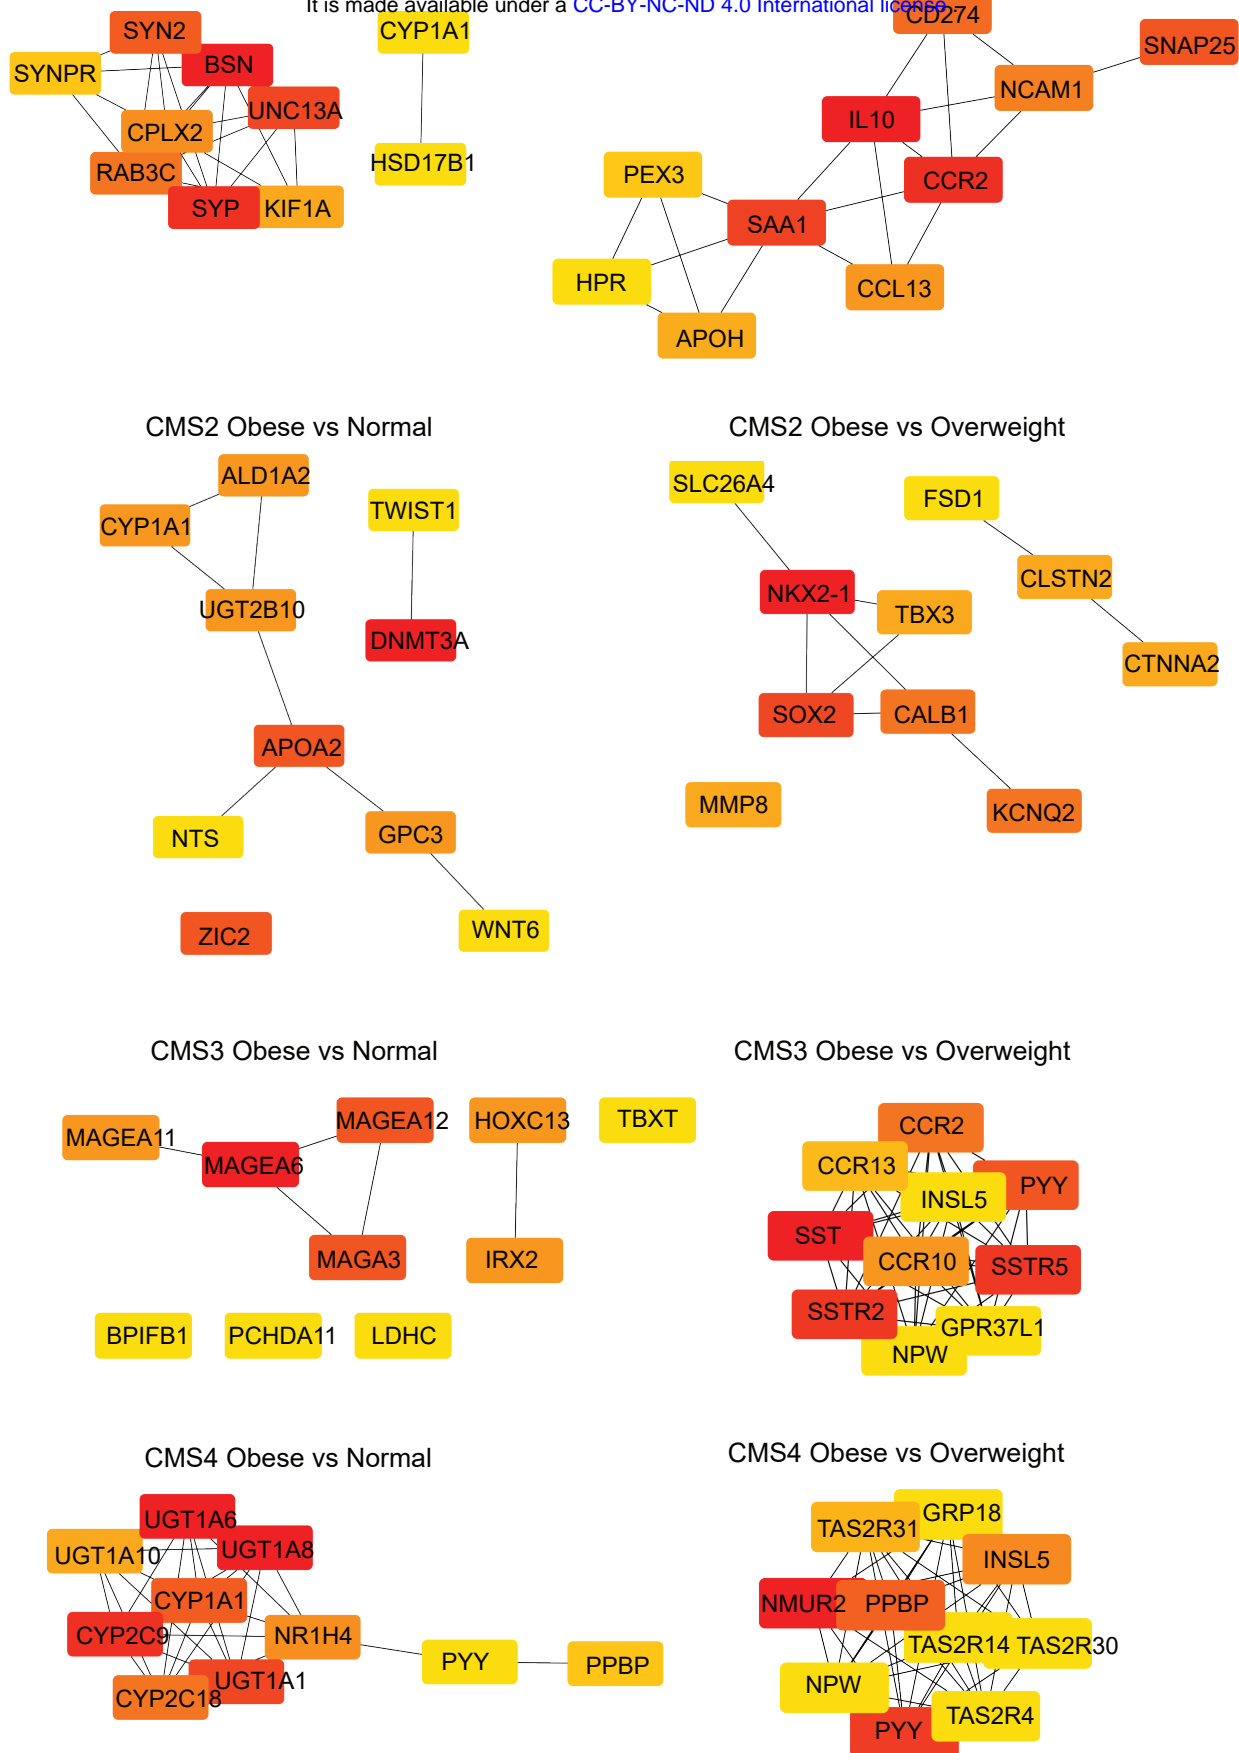 It is made available under a CC-BY-NC-ND 4.0 International license .
SYN2
CYP1A1
CD274
SNAP25
SYNPR
BSN
NCAM1
UNC13A
IL10
CPLX2
HSD17B1
RAB3C
PEX3
CCR2
SYP
KIF1A
SAA1
HPR
CCL13
APOH
CMS2 Obese vs Normal
CMS2 Obese vs Overweight
ALD1A2
SLC26A4
FSD1
TWIST1
CYP1A1
CLSTN2
NKX2-1
UGT2B10
TBX3
DNMT3A
CTNNA2
SOX2
CALB1
APOA2
MMP8
KCNQ2
NTS
GPC3
WNT6
ZIC2
CMS3 Obese vs Normal
CMS3 Obese vs Overweight
MAGEA12
HOXC13
TBXT
CCR2
MAGEA11
MAGEA6
CCR13
PYY
INSL5
SST
MAGA3
IRX2
CCR10
SSTR5
SSTR2
BPIFB1
PCHDA11
LDHC
GPR37L1
NPW
CMS4 Obese vs Normal
CMS4 Obese vs Overweight
UGT1A6
GRP18
TAS2R31
UGT1A10
UGT1A8
INSL5
CYP1A1
NMUR2
PPBP
CYP2C9
NR1H4
TAS2R14
TAS2R30
PYY
PPBP
UGT1A1
NPW
CYP2C18
TAS2R4
PYY